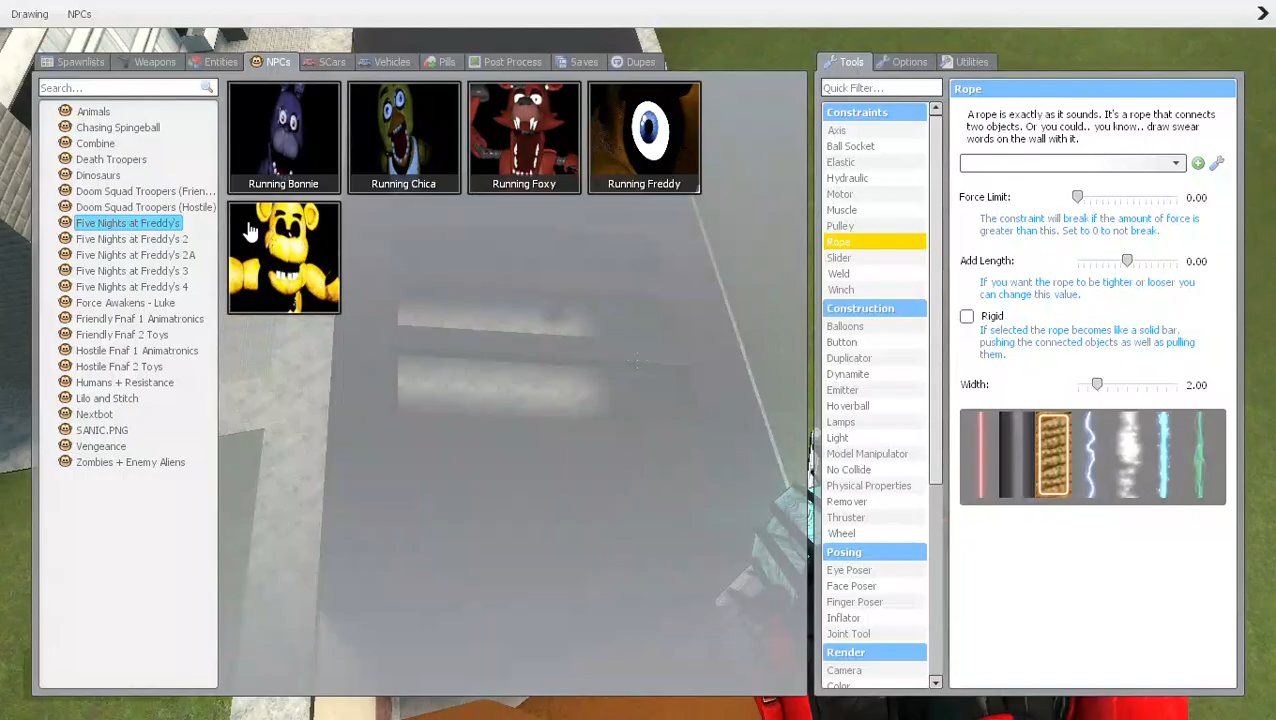 Drawing
NPCs
Spawnlists
Weapons
Entities
NPCs
SCars
Vehicles
Pills
Post Process
Saves
Dupes
Search...
Animals
Chasing Spingeball
Combine
Death Troopers
Dinosaurs
Doom Squad Troopers (Frien...
Doom Squad Troopers (Hostile)
Five Nights at Freddy's
Five Nights at Freddy's 2
Five Nights at Freddy's 2A
Five Nights at Freddy's 3
Five Nights at Freddy's 4
Force Awakens - Luke
Friendly Fnaf 1 Animatronics
Friendly Fnaf 2 Toys
Hostile Fnaf 1 Animatronics
Hostile Fnaf 2 Toys
Humans + Resistance
Lilo and Stitch
Nextbot
SANIC.PNG
Vengeance
Zombies + Enemy Aliens
Running Bonnie
Running Chica
Running Foxy
Running Freddy
Tools
Options
Utilities
Quick Filter...
Constraints
Axis
Ball Socket
Elastic
Hydraulic
Motor
Muscle
Pulley
Rope
Slider
Weld
Winch
Construction
Balloons
Button
Duplicator
Dynamite
Emitter
Hoverball
Lamps
Light
Model Manipulator
No Collide
Physical Properties
Remover
Thruster
Wheel
Posing
Eye Poser
Face Poser
Finger Poser
Inflator
Joint Tool
Render
Camera
Color
Rope
A rope is exactly as it sounds. It's a rope that connects
two objects. Or you could.. you know.. draw swear
words on the wall with it.
Force Limit: 0.00
The constraint will break if the amount of force is
greater than this. Set to 0 to not break.
Add Length: 0.00
If you want the rope to be tighter or looser you
can change this value.
Rigid
If selected the rope becomes like a solid bar,
pushing the connected objects as well as pulling
them.
Width: 2.00